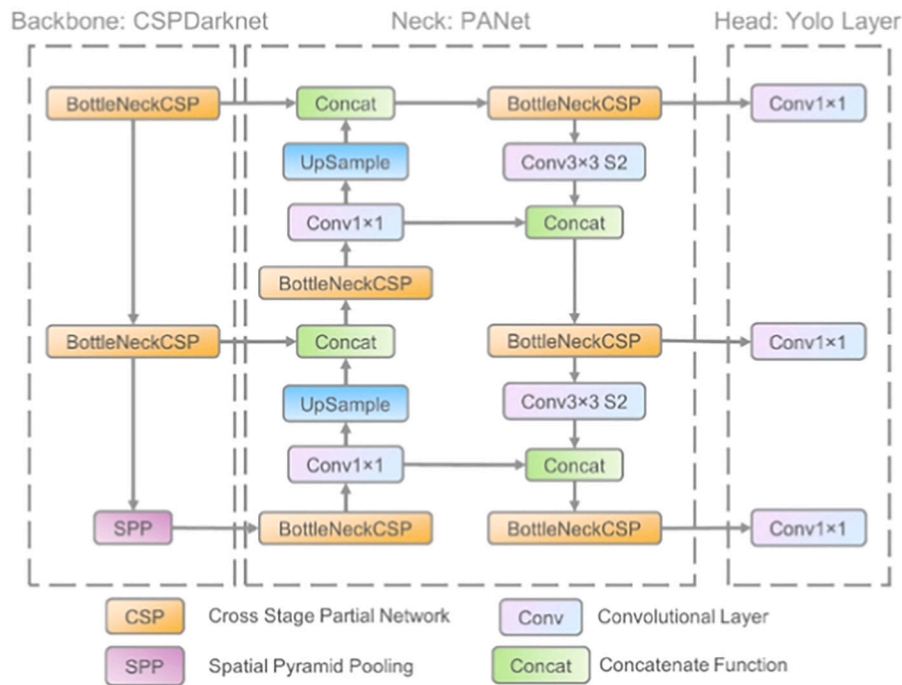 Backbone: CSPDarknet
Neck: PANet
Head: Yolo Layer
BottleNeckCSP
Concat
BottleNeckCSP
Conv1×1
UpSample
Conv3×3 S2
Conv1×1
Concat
BottleNeckCSP
BottleNeckCSP
Concat
BottleNeckCSP
Conv1×1
UpSample
Conv3×3 S2
Conv1×1
Concat
SPP
BottleNeckCSP
BottleNeckCSP
Conv1×1
CSP
Cross Stage Partial Network
Conv
Convolutional Layer
SPP
Spatial Pyramid Pooling
Concat
Concatenate Function